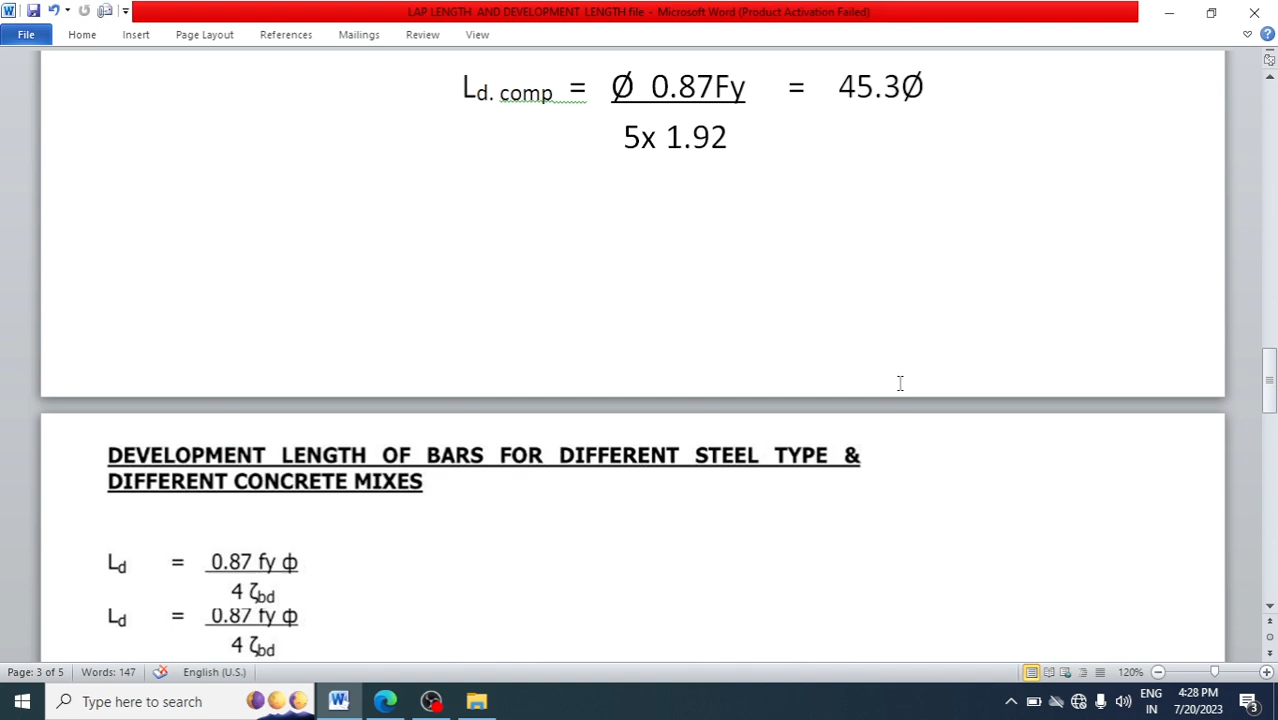 LAP LENGTH AND DEVELOPMENT LENGTH file - Microsoft Word (Product Activation Failed)
File Home Insert Page Layout References Mailings Review View
Ld. comp = Ø 0.87Fy = 45.3Ø
5x 1.92
DEVELOPMENT LENGTH OF BARS FOR DIFFERENT STEEL TYPE &
DIFFERENT CONCRETE MIXES
Ld = 0.87 fy ф
4 ζbd
Ld = 0.87 fy ф
4 ζbd
Page: 3 of 5 Words: 147 English (U.S.) 120%
Type here to search
ENG 4:28 PM
IN 7/20/2023 3